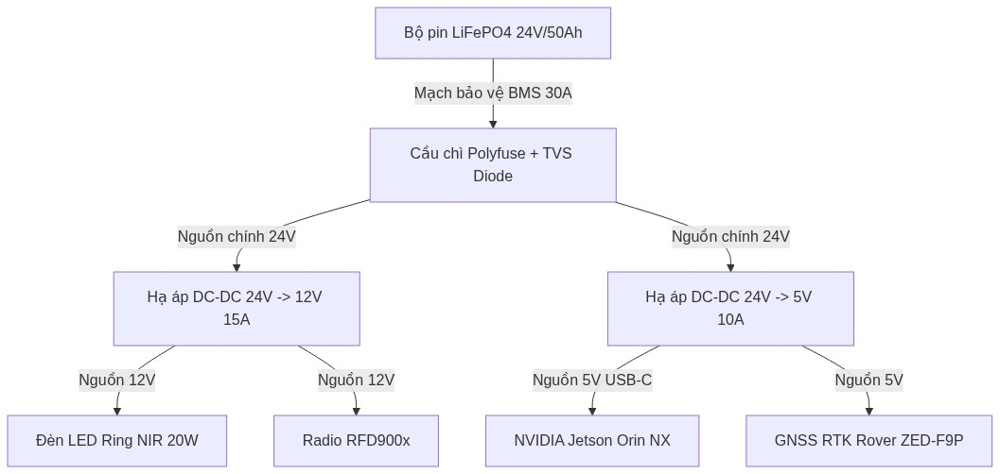 Bộ pin LiFePO4 24V/50Ah
Mạch bảo vệ BMS 30A
Cầu chì Polyfuse + TVS
Diode
Nguồn chính 24V
Nguồn chính 24V
Hạ áp DC-DC 24V -> 12V
15A
Hạ áp DC-DC 24V -> 5V
10A
Nguồn 12V
Nguồn 12V
Nguồn 5V USB-C
Nguồn 5V
Đèn LED Ring NIR 20W
Radio RFD900x
NVIDIA Jetson Orin NX
GNSS RTK Rover ZED-F9P